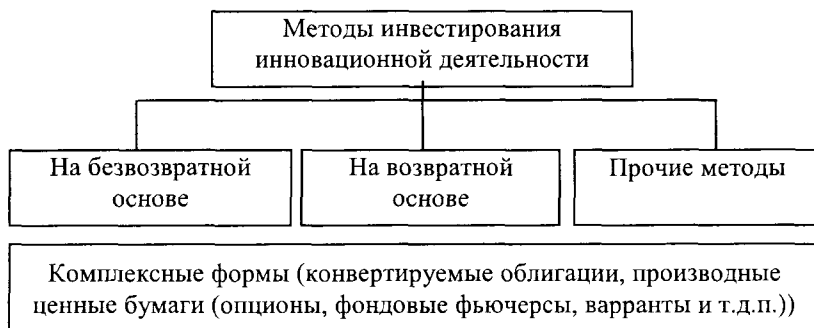 Методы инвестирования
инновационной деятельности
На безвозвратной
основе
На возвратной
основе
Прочие методы
Комплексные формы (конвертируемые облигации, производные
ценные бумаги (опционы, фондовые фьючерсы, варранты и т.д.п.))